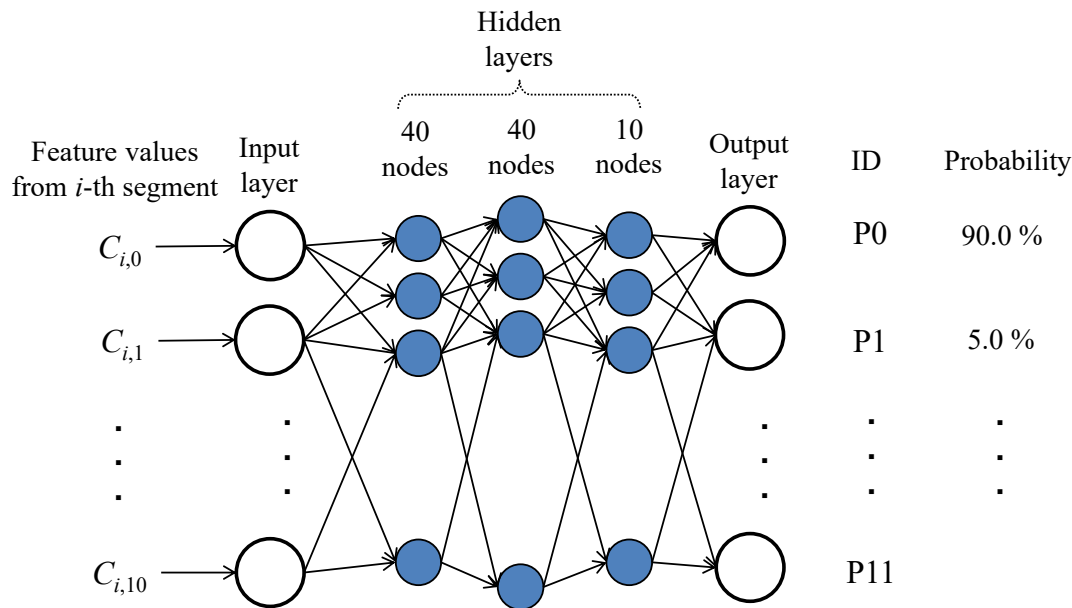 Hidden
layers
40
nodes
40
nodes
10
nodes
Feature values
from i-th segment
Input
layer
Output
layer
ID
Probability
C_{i,0}
P0
90.0 %
C_{i,1}
P1
5.0 %
C_{i,10}
P11